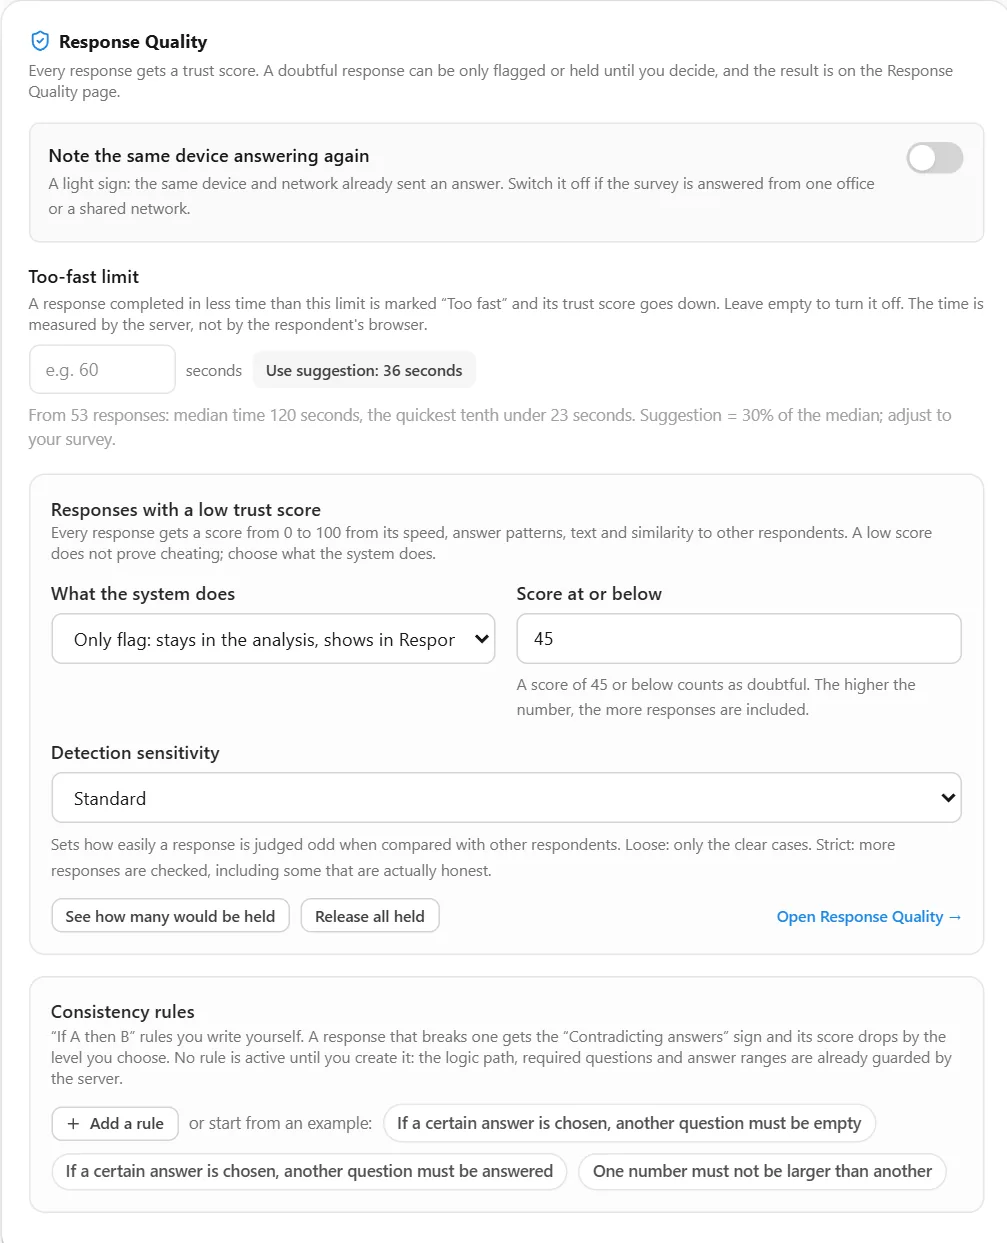 Response Quality
Every response gets a trust score. A doubtful response can be only flagged or held until you decide, and the result is on the Response
Quality page.
Note the same device answering again
A light sign: the same device and network already sent an answer. Switch it off if the survey is answered from one office
or a shared network.
Too-fast limit
A response completed in less time than this limit is marked “Too fast” and its trust score goes down. Leave empty to turn it off. The time is
measured by the server, not by the respondent's browser.
e.g. 60 seconds Use suggestion: 36 seconds
From 53 responses: median time 120 seconds, the quickest tenth under 23 seconds. Suggestion = 30% of the median; adjust to
your survey.
Responses with a low trust score
Every response gets a score from 0 to 100 from its speed, answer patterns, text and similarity to other respondents. A low score
does not prove cheating; choose what the system does.
What the system does
Only flag: stays in the analysis, shows in Respor
Score at or below
45
A score of 45 or below counts as doubtful. The higher the
number, the more responses are included.
Detection sensitivity
Standard
Sets how easily a response is judged odd when compared with other respondents. Loose: only the clear cases. Strict: more
responses are checked, including some that are actually honest.
See how many would be held Release all held Open Response Quality →
Consistency rules
“If A then B” rules you write yourself. A response that breaks one gets the “Contradicting answers” sign and its score drops by the
level you choose. No rule is active until you create it: the logic path, required questions and answer ranges are already guarded by
the server.
+ Add a rule or start from an example: If a certain answer is chosen, another question must be empty
If a certain answer is chosen, another question must be answered One number must not be larger than another